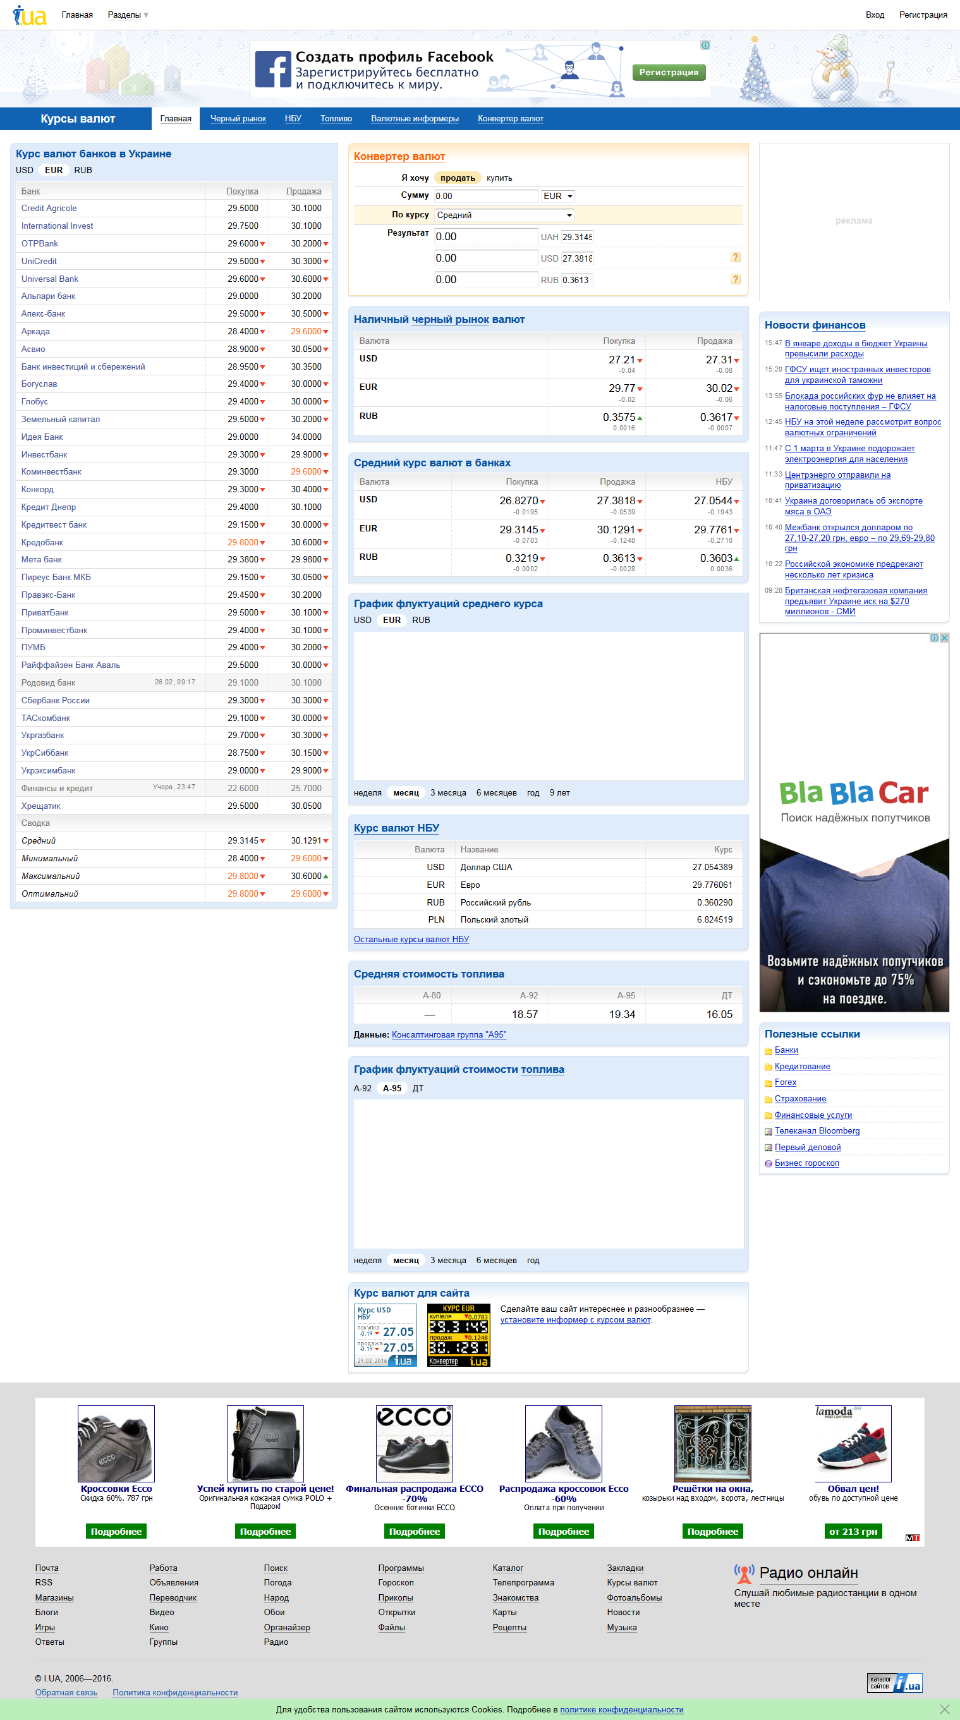 i.ua
Главная
Разделы
Вход
Регистрация
Создать профиль Facebook
Зарегистрируйтесь бесплатно
и подключитесь к миру.
Регистрация
Курсы валют
Главная
Черный рынок
НБУ
Топливо
Валютные информеры
Конвертер валют
Курс валют банков в Украине
USD EUR RUB
Банк Покупка Продажа
Credit Agricole 29.5000 30.1000
International Invest 29.7500 30.1000
OTPBank 29.6000 30.2000
UniCredit 29.5000 30.3000
Universal Bank 29.6000 30.6000
Альпари банк 29.0000 30.2000
Апекс-банк 29.5000 30.5000
Аркада 28.4000 29.6000
Асвио 28.9000 30.0500
Банк инвестиций и сбережений 28.9500 30.3500
Богуслав 29.4000 30.0000
Глобус 29.4000 30.0000
Земельный капитал 29.5000 30.2000
Идея Банк 29.0000 34.0000
Инвестбанк 29.3000 29.9000
Коминвестбанк 29.3000 29.6000
Конкорд 29.3000 30.4000
Кредит Днепр 29.4000 30.1000
Кредитвест банк 29.1500 30.0000
Кредобанк 29.8000 30.6000
Мета банк 29.3800 29.9800
Пиреус Банк МКБ 29.1500 30.0500
Правэкс-Банк 29.4500 30.2000
ПриватБанк 29.5000 30.1000
Проминвестбанк 29.4000 30.1000
ПУМБ 29.4000 30.2000
Райффайзен Банк Аваль 29.5000 30.0000
Родовид банк 26.02, 09:17 29.1000 30.1000
Сбербанк России 29.3000 30.3000
ТАСкомбанк 29.1000 30.0000
Укргазбанк 29.7000 30.3000
УкрСиббанк 28.7500 30.1500
Укрэксимбанк 29.0000 29.9000
Финансы и кредит Учора, 23:47 22.6000 25.7000
Хрещатик 29.5000 30.0500
Сводка
Средний 29.3145 30.1291
Минимальный 28.4000 29.6000
Максимальный 29.8000 30.6000
Оптимальный 29.8000 29.6000
Конвертер валют
Я хочу продать купить
Сумму 0.00 EUR
По курсу Средний
Результат 0.00 UAH 29.3145
0.00 USD 27.3818 ?
0.00 RUB 0.3613 ?
Наличный черный рынок валют
Валюта Покупка Продажа
USD 27.21 27.31
-0.04 -0.08
EUR 29.77 30.02
-0.02 -0.06
RUB 0.3575 0.3617
0.0016 -0.0007
Средний курс валют в банках
Валюта Покупка Продажа НБУ
USD 26.8270 27.3818 27.0544
-0.0195 -0.0539 -0.1943
EUR 29.3145 30.1291 29.7761
-0.0783 -0.1248 -0.2710
RUB 0.3219 0.3613 0.3603
-0.0002 -0.0028 0.0036
График флуктуаций среднего курса
USD EUR RUB
неделя месяц 3 месяца 6 месяцев год 9 лет
Курс валют НБУ
Валюта Название Курс
USD Доллар США 27.054389
EUR Евро 29.776061
RUB Российский рубль 0.360290
PLN Польский злотый 6.824519
Остальные курсы валют НБУ
Средняя стоимость топлива
А-80 А-92 А-95 ДТ
— 18.57 19.34 16.05
Данные: Консалтинговая группа "А95"
График флуктуаций стоимости топлива
А-92 А-95 ДТ
неделя месяц 3 месяца 6 месяцев год
Курс валют для сайта
Курс USD
НБУ
покупка
-0.19 27.05
продажа
-0.19 27.05
29.02.2016 i.ua
КУРС EUR
купівля 0.0783
29.3145
продаж 0.1248
30.1291
Конвертер i.ua
Сделайте ваш сайт интереснее и разнообразнее —
установите информер с курсом валют.
реклама
Новости финансов
15:47 В январе доходы в бюджет Украины
превысили расходы
15:20 ГФСУ ищет иностранных инвесторов
для украинской таможни
13:55 Блокада российских фур не влияет на
налоговые поступления – ГФСУ
12:45 НБУ на этой неделе рассмотрит вопрос
валютных ограничений
11:47 С 1 марта в Украине подорожает
электроэнергия для населения
11:33 Центрэнерго отправили на
приватизацию
10:41 Украина договорилась об экспорте
мяса в ОАЭ
10:40 Межбанк открылся долларом по
27,10-27,20 грн, евро – по 29,69-29,80
грн
10:22 Российской экономике предрекают
несколько лет кризиса
09:26 Британская нефтегазовая компания
предъявит Украине иск на $270
миллионов - СМИ
Bla Bla Car
Поиск надёжных попутчиков
Возьмите надёжных попутчиков
и сэкономьте до 75%
на поездке.
Полезные ссылки
Банки
Кредитование
Forex
Страхование
Финансовые услуги
Телеканал Bloomberg
Первый деловой
Бизнес гороскоп
Кроссовки Ecco
Скидка 60%. 787 грн
Подробнее
Успей купить по старой цене!
Оригинальная кожаная сумка POLO +
Подарок!
Подробнее
ecco
Финальная распродажа ECCO
-70%
Осенние ботинки ECCO
Подробнее
Распродажа кроссовок Ecco
-60%
Оплата при получении
Подробнее
Решётки на окна,
козырьки над входом, ворота, лестницы
Подробнее
lamoda
Обвал цен!
обувь по доступной цене
от 213 грн
МТ
Почта Работа Поиск Программы Каталог Закладки
RSS Объявления Погода Гороскоп Телепрограмма Курсы валют
Магазины Переводчик Народ Приколы Знакомства Фотоальбомы
Блоги Видео Обои Открытки Карты Новости
Игры Кино Органайзер Файлы Рецепты Музыка
Ответы Группы Радио
Радио онлайн
Слушай любимые радиостанции в одном
месте
© I.UA, 2006—2016.
Обратная связь Политика конфиденциальности
каталог
сайтов i.ua
Для удобства пользования сайтом используются Cookies. Подробнее в политике конфиденциальности